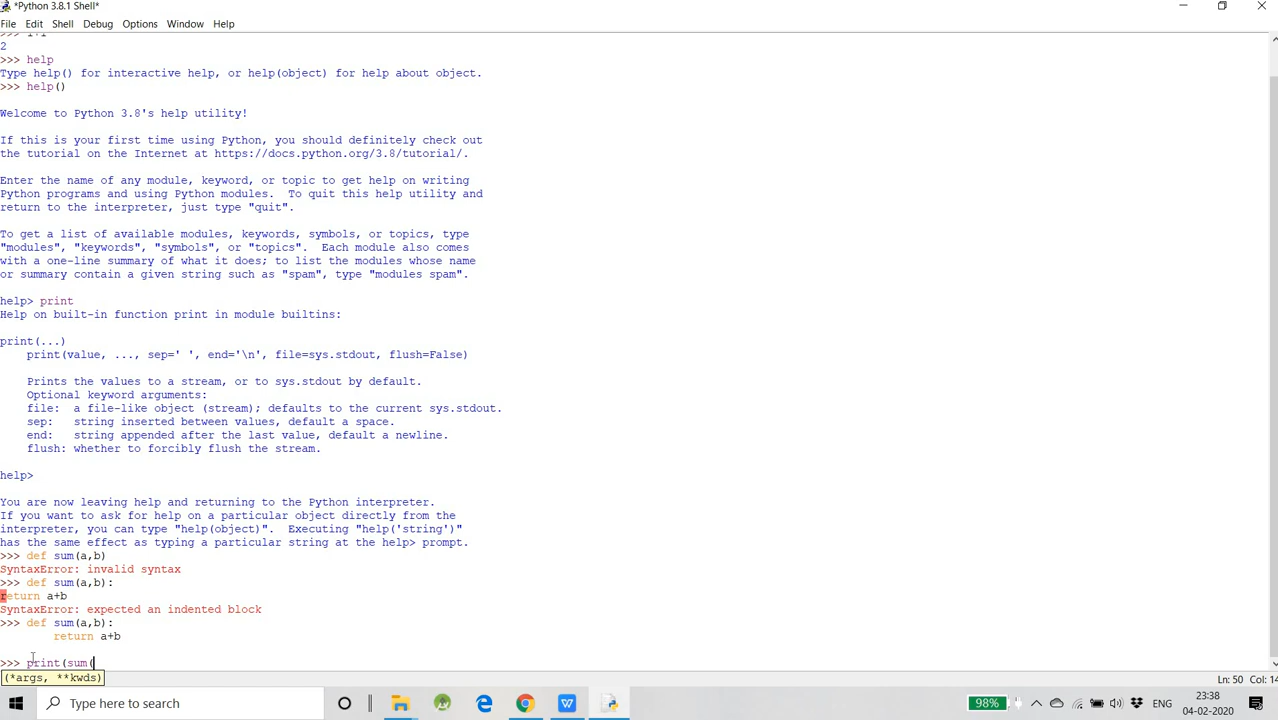 *Python 3.8.1 Shell*
File Edit Shell Debug Options Window Help
>>> 1+1
2
>>> help
Type help() for interactive help, or help(object) for help about object.
>>> help()
Welcome to Python 3.8's help utility!
If this is your first time using Python, you should definitely check out
the tutorial on the Internet at https://docs.python.org/3.8/tutorial/.
Enter the name of any module, keyword, or topic to get help on writing
Python programs and using Python modules.  To quit this help utility and
return to the interpreter, just type "quit".
To get a list of available modules, keywords, symbols, or topics, type
"modules", "keywords", "symbols", or "topics".  Each module also comes
with a one-line summary of what it does; to list the modules whose name
or summary contain a given string such as "spam", type "modules spam".
help> print
Help on built-in function print in module builtins:
print(...)
    print(value, ..., sep=' ', end='\n', file=sys.stdout, flush=False)
    Prints the values to a stream, or to sys.stdout by default.
    Optional keyword arguments:
    file:  a file-like object (stream); defaults to the current sys.stdout.
    sep:   string inserted between values, default a space.
    end:   string appended after the last value, default a newline.
    flush: whether to forcibly flush the stream.
help>
You are now leaving help and returning to the Python interpreter.
If you want to ask for help on a particular object directly from the
interpreter, you can type "help(object)".  Executing "help('string')"
has the same effect as typing a particular string at the help> prompt.
>>> def sum(a,b)
SyntaxError: invalid syntax
>>> def sum(a,b):
return a+b
SyntaxError: expected an indented block
>>> def sum(a,b):
        return a+b
>>> print(sum(
(*args, **kwds)
Ln: 50 Col: 14
Type here to search
98%
ENG
23:38
04-02-2020